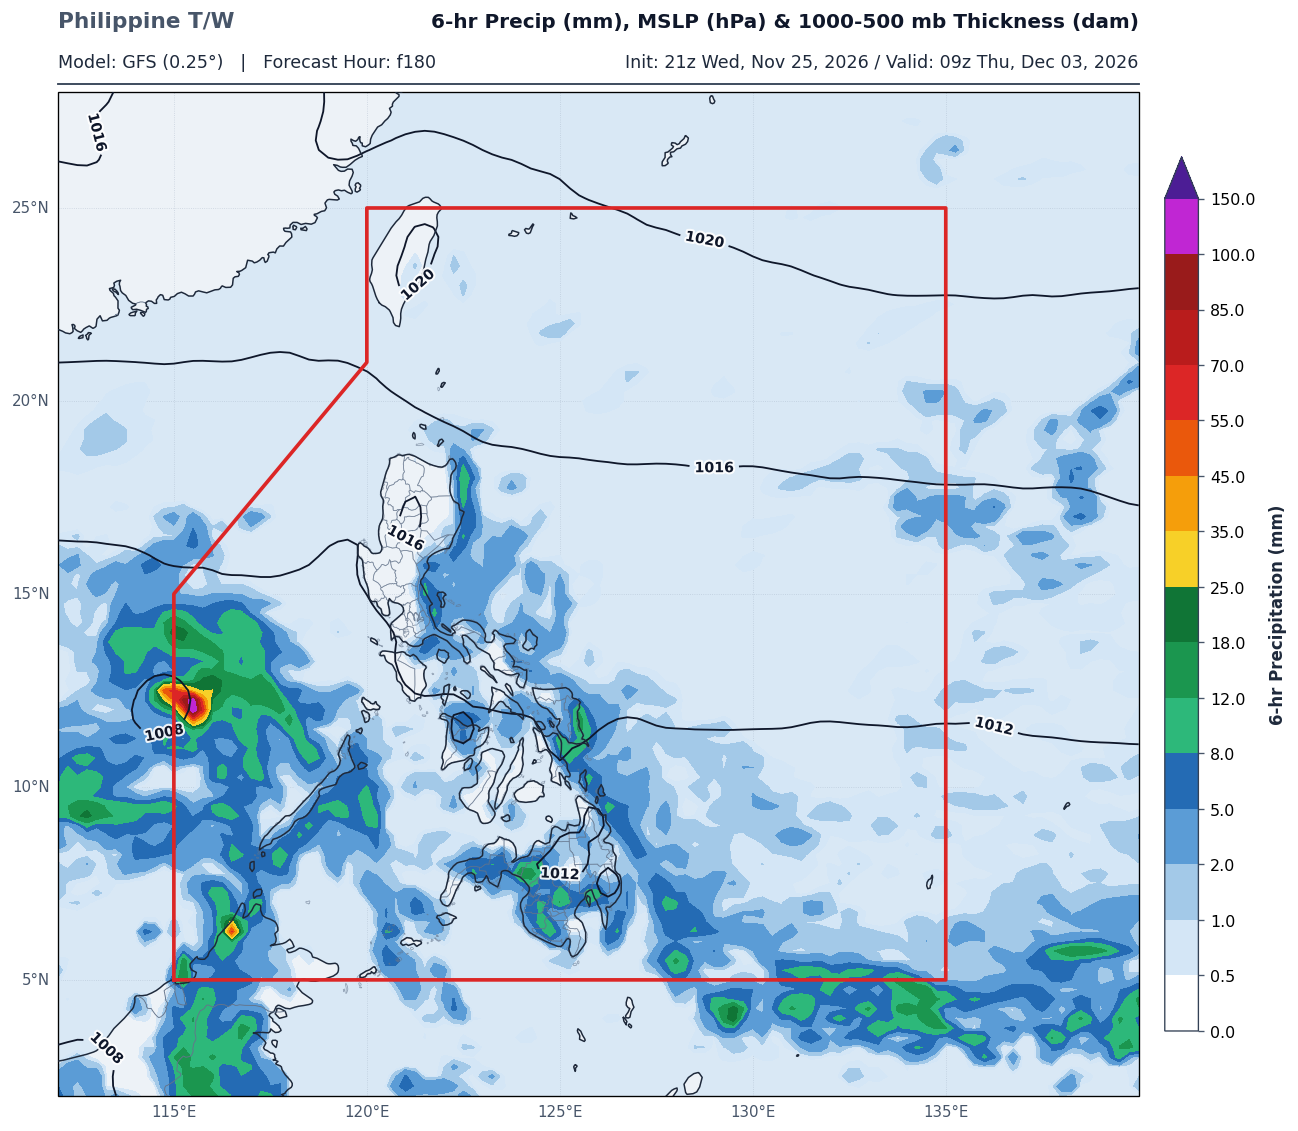 Philippine T/W
6-hr Precip (mm), MSLP (hPa) & 1000-500 mb Thickness (dam)
Model: GFS (0.25°) | Forecast Hour: f180
Init: 21z Wed, Nov 25, 2026 / Valid: 09z Thu, Dec 03, 2026
1016
1020
1020
1016
1016
1012
1008
1012
1008
25°N
20°N
15°N
10°N
5°N
115°E
120°E
125°E
130°E
135°E
150.0
100.0
85.0
70.0
55.0
45.0
35.0
25.0
18.0
12.0
8.0
5.0
2.0
1.0
0.5
0.0
6-hr Precipitation (mm)